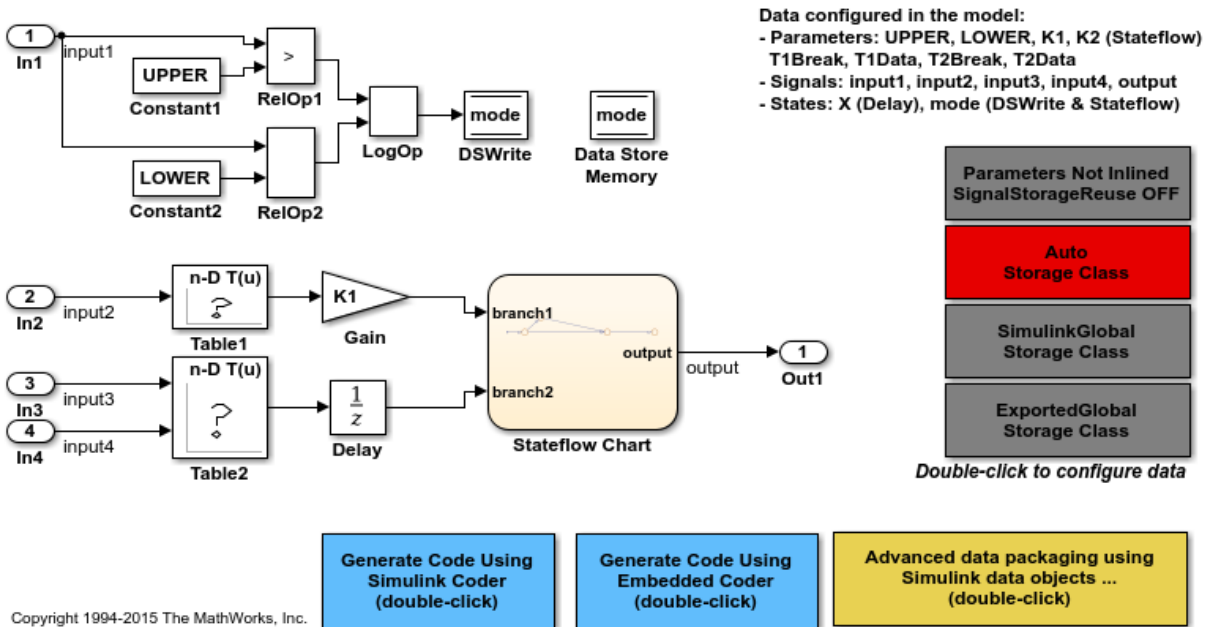 1
In1
input1
UPPER
Constant1
>
RelOp1
LOWER
Constant2
RelOp2
LogOp
mode
DSWrite
mode
Data Store
Memory
Data configured in the model:
- Parameters: UPPER, LOWER, K1, K2 (Stateflow)
T1Break, T1Data, T2Break, T2Data
- Signals: input1, input2, input3, input4, output
- States: X (Delay), mode (DSWrite & Stateflow)
Parameters Not Inlined
SignalStorageReuse OFF
Auto
Storage Class
SimulinkGlobal
Storage Class
ExportedGlobal
Storage Class
Double-click to configure data
2
In2
input2
n-D T(u)
?
Table1
K1
Gain
3
In3
input3
4
In4
input4
n-D T(u)
?
Table2
1
z
Delay
branch1
branch2
output
Stateflow Chart
output
1
Out1
Generate Code Using
Simulink Coder
(double-click)
Generate Code Using
Embedded Coder
(double-click)
Advanced data packaging using
Simulink data objects ...
(double-click)
Copyright 1994-2015 The MathWorks, Inc.